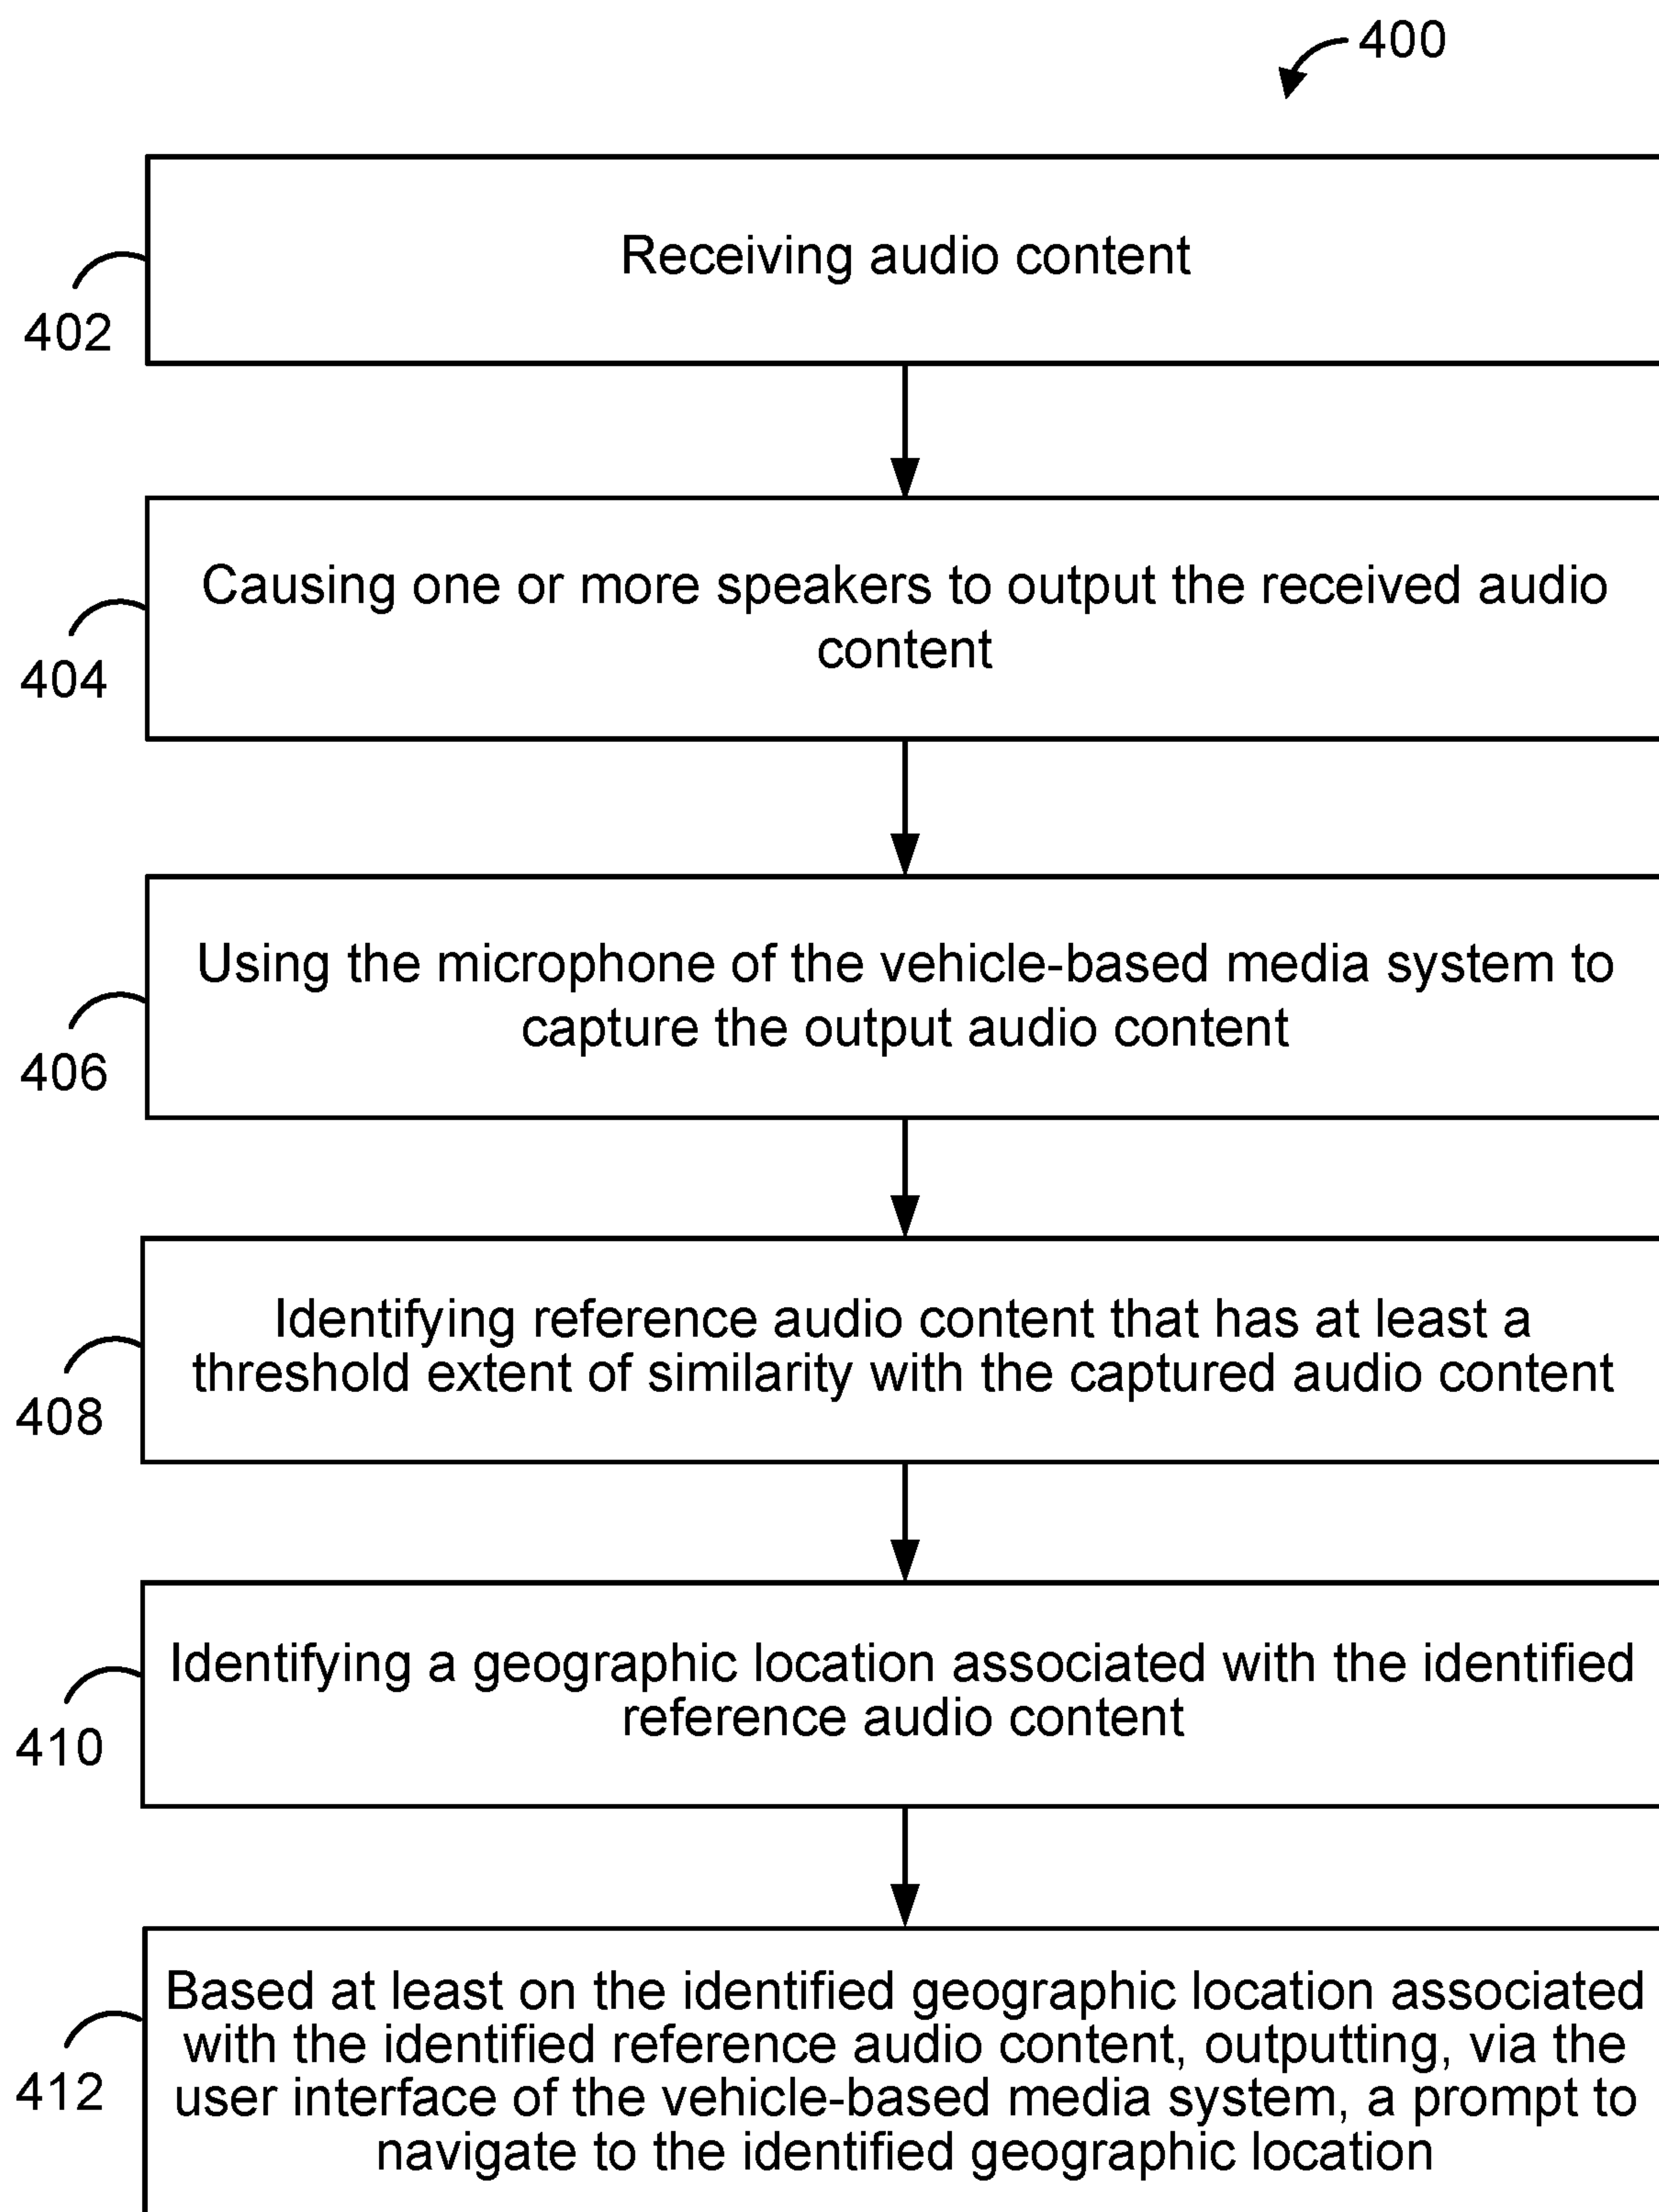 400
Receiving audio content
402
Causing one or more speakers to output the received audio
content
404
Using the microphone of the vehicle-based media system to
capture the output audio content
406
Identifying reference audio content that has at least a
threshold extent of similarity with the captured audio content
408
Identifying a geographic location associated with the identified
reference audio content
410
Based at least on the identified geographic location associated
with the identified reference audio content, outputting, via the
user interface of the vehicle-based media system, a prompt to
navigate to the identified geographic location
412